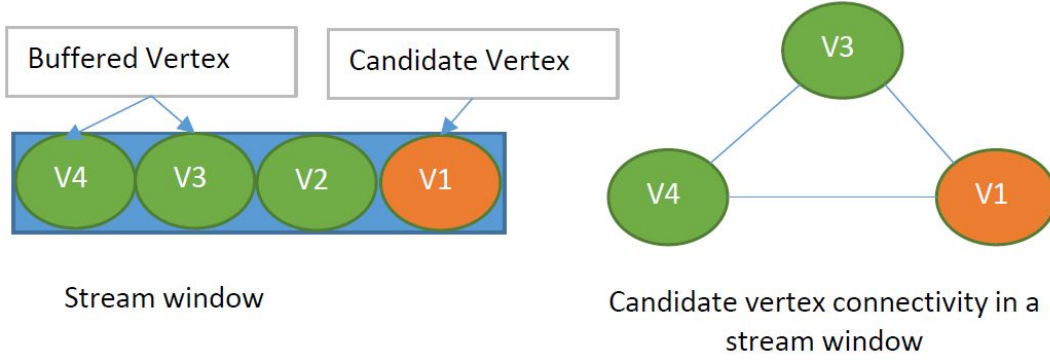 Buffered Vertex
Candidate Vertex
V4
V3
V2
V1
Stream window
V3
V4
V1
Candidate vertex connectivity in a
stream window